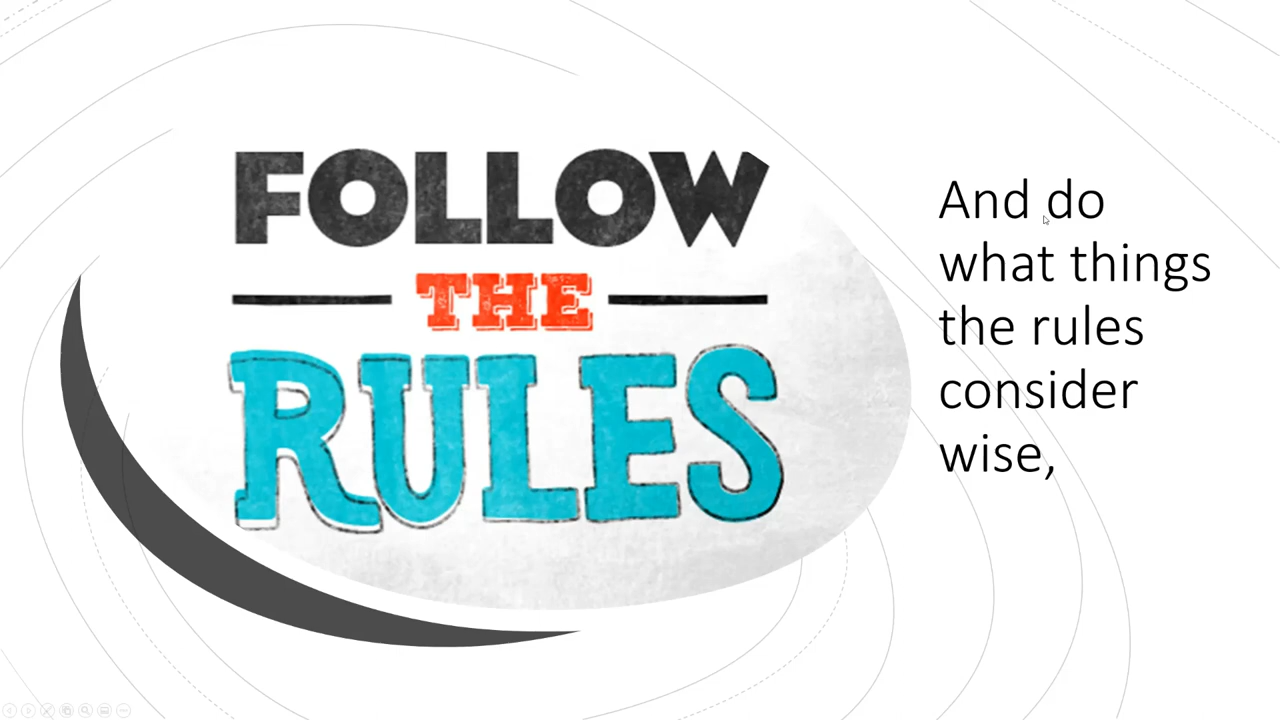 FOLLOW
THE
RULES
And do
what things
the rules
consider
wise,